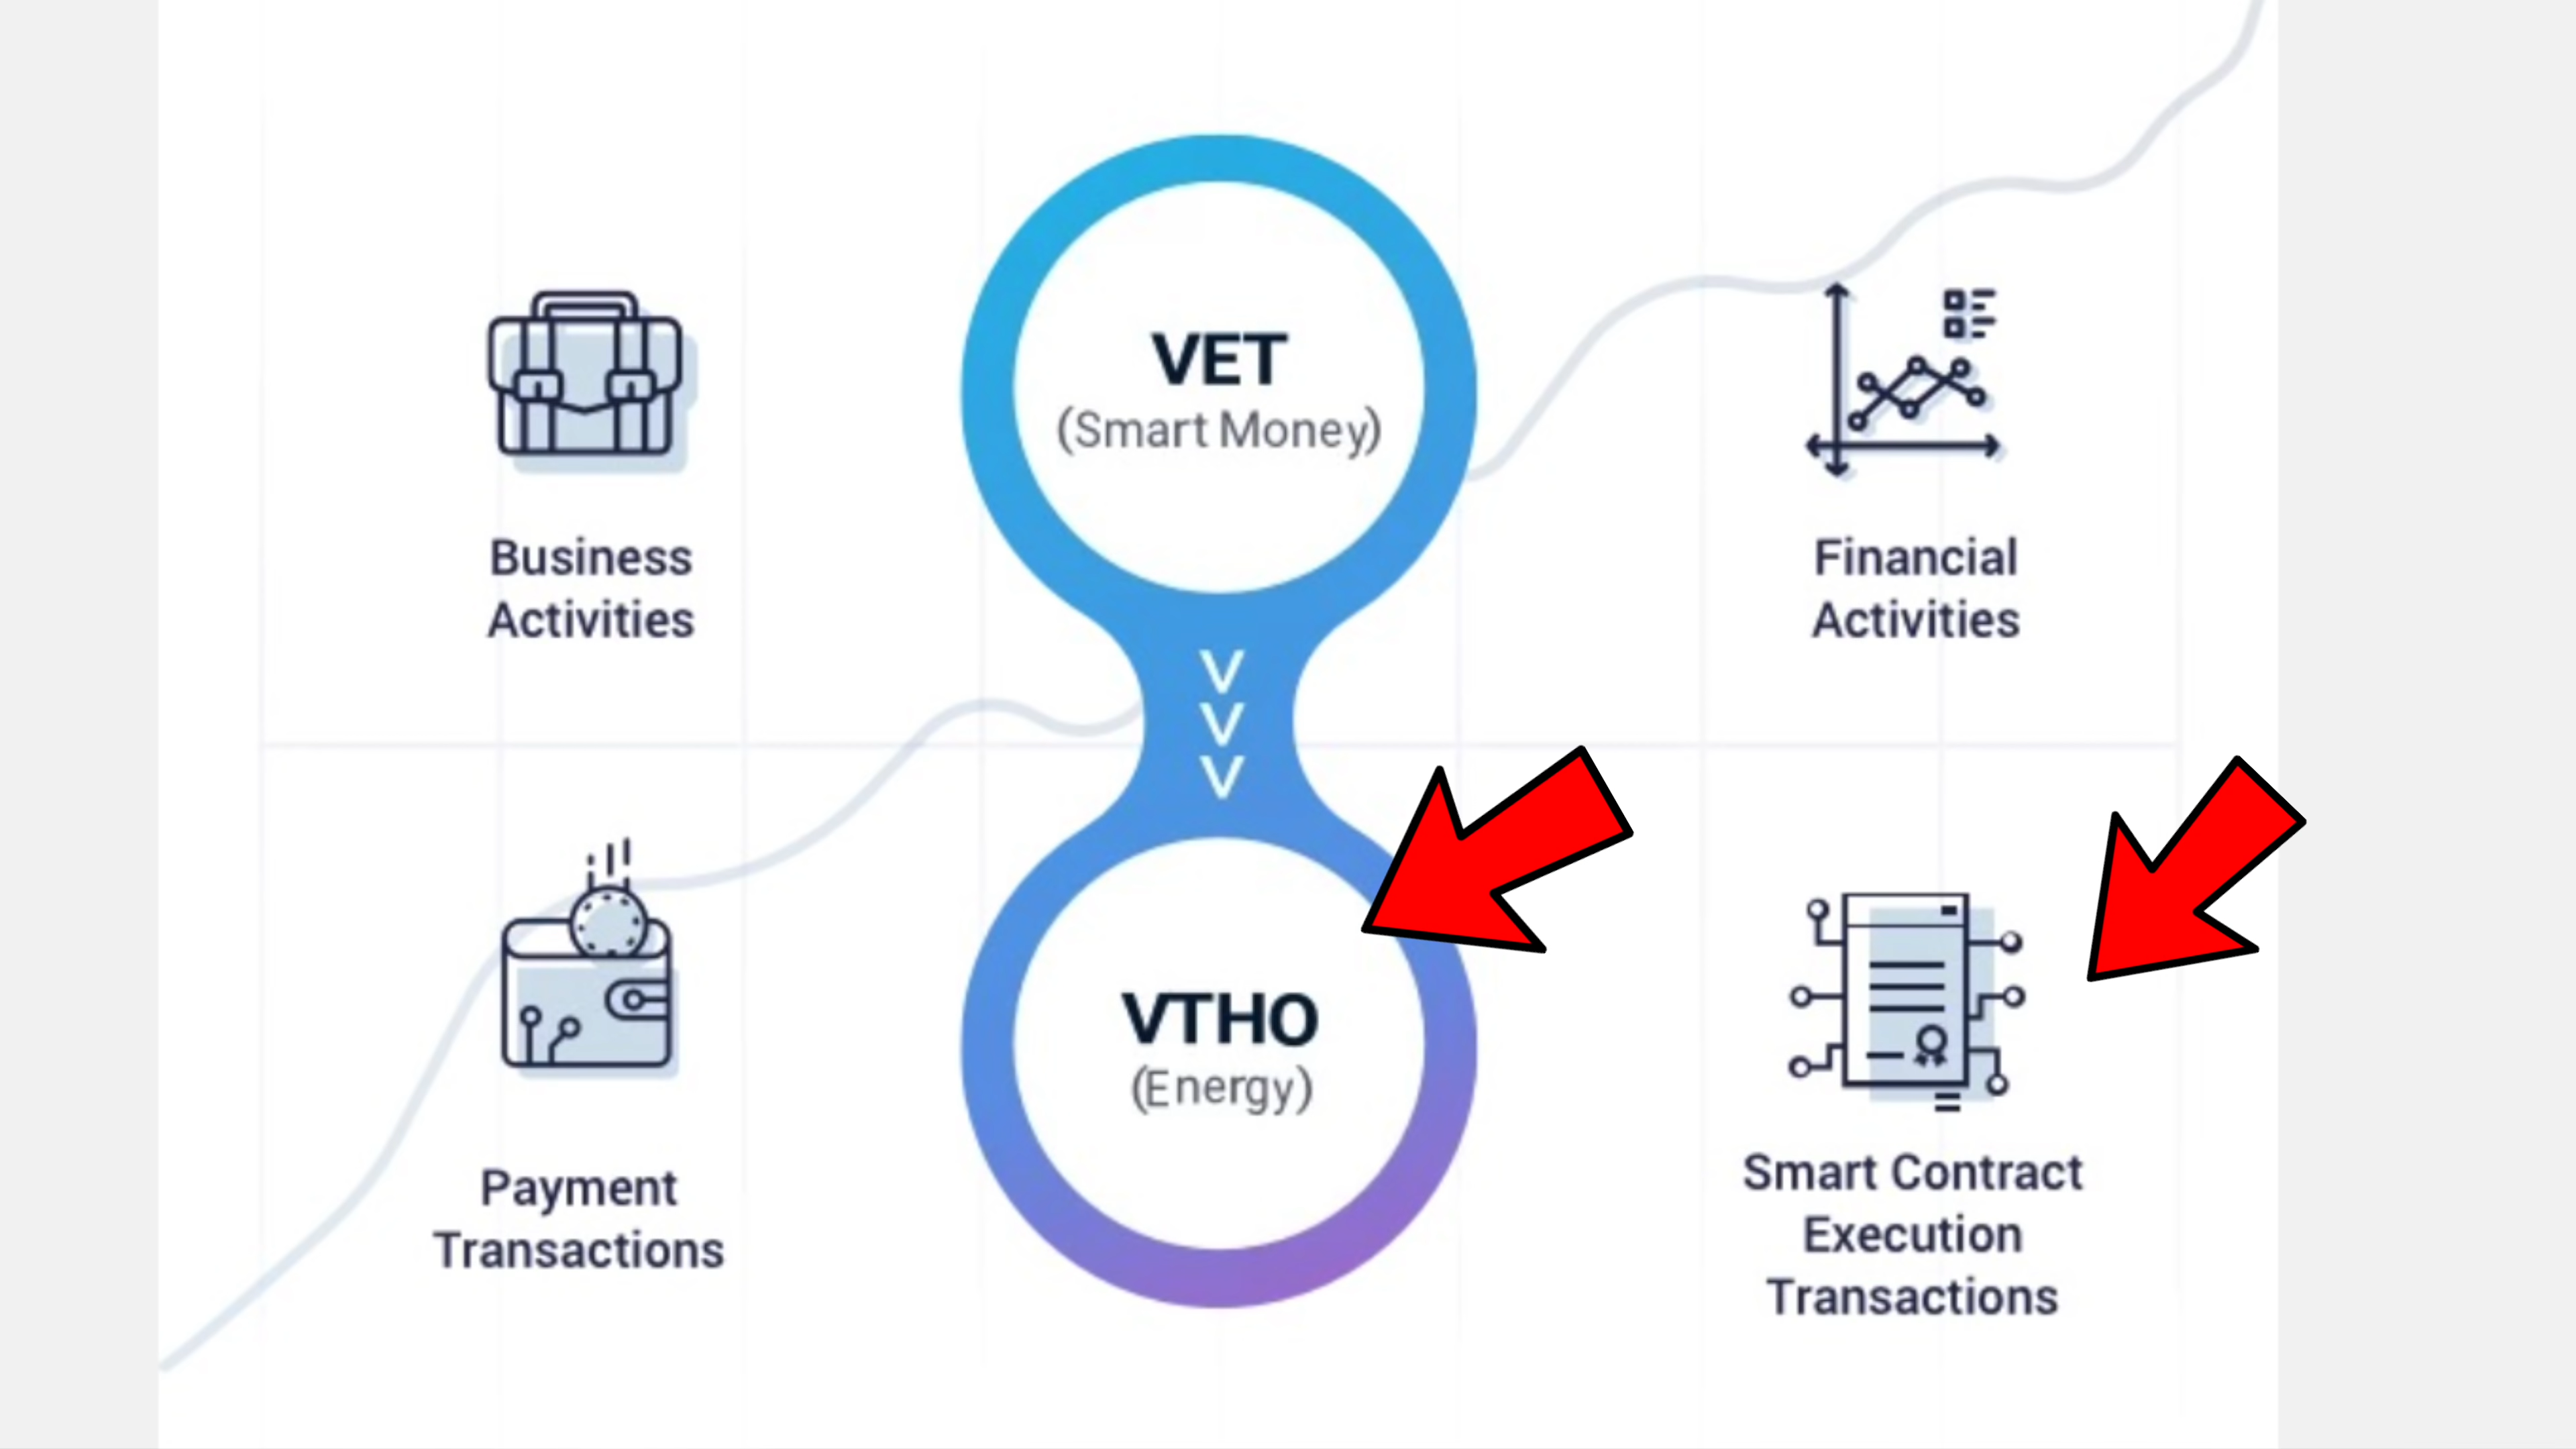 VET
(Smart Money)
Business
Activities
Financial
Activities
V
V
V
VTHO
(Energy)
Payment
Transactions
Smart Contract
Execution
Transactions